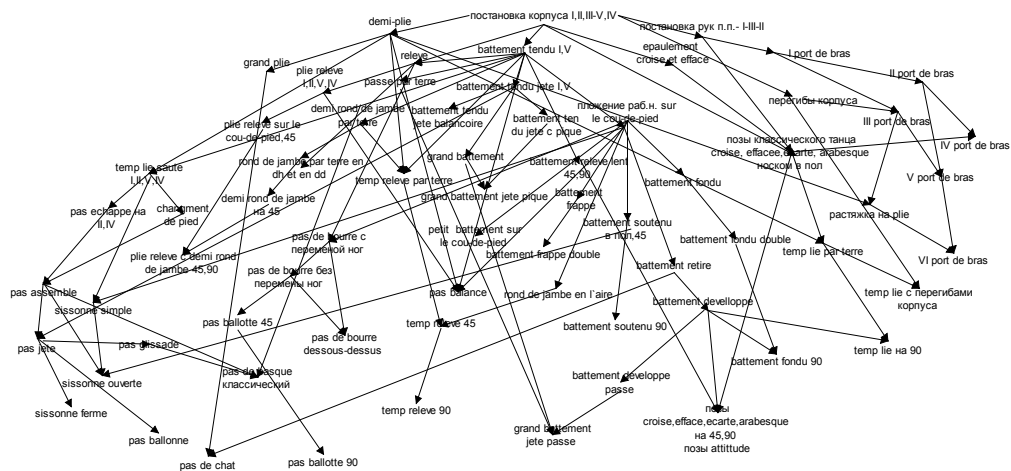 demi-plie
постановка корпуса I,II,III-V,IV
постановка рук п.п.- I-III-II
grand plie
releve
battement tendu I,V
epaulement
croise et efface
I port de bras
II port de bras
plie releve
I,II,V,IV
passe par terre
battement tendu jete I,V
перегибы корпуса
demi rond de jambe
par terre
battement tendu
jete balancoire
battement ten
du jete c pique
пложение раб.н. sur
le cou-de-pied
III port de bras
plie releve sur le
cou-de-pied,45
позы классического танца
croise, effacee,ecarte, arabesque
носком в пол
IV port de bras
temp lie saute
I,II,V,IV
rond de jambe par terre en
dh et en dd
temp releve par terre
grand battement
battement releve lent
45,90
battement fondu
V port de bras
demi rond de jambe
на 45
grand battement jete pique
battement
frappe
pas echappe на
II,IV
changment
de pied
растяжка на plie
petit battement sur
le cou-de-pied
battement soutenu
в пол,45
pas de bourre с
переменой ног
battement fondu double
plie releve с demi rond
de jambe 45,90
battement frappe double
temp lie par terre
VI port de bras
pas de bourre без
перемены ног
battement retire
pas assemble
sissonne simple
pas balance
rond de jambe en l`aire
temp lie с перегибами
корпуса
battement develloppe
pas ballotte 45
temp releve 45
battement soutenu 90
pas jete
pas glissade
pas de bourre
dessous-dessus
temp lie на 90
battement fondu 90
sissonne ouverte
pas de basque
классический
battement developpe
passe
sissonne ferme
temp releve 90
позы
croise,efface,ecarte,arabesque
на 45,90
позы attittude
grand battement
jete passe
pas ballonne
pas de chat
pas ballotte 90